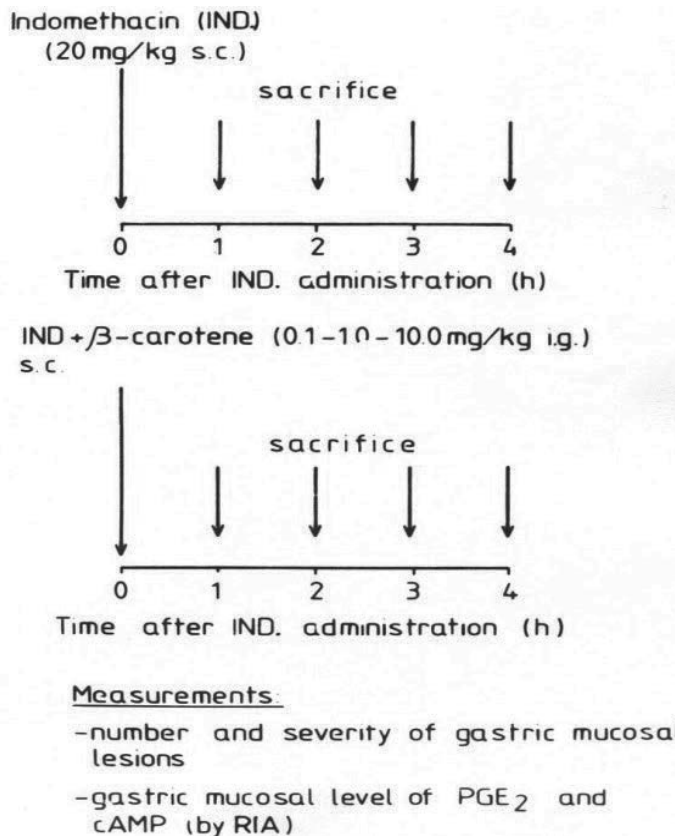 Indomethacin (IND.)
(20 mg/kg s.c.)
sacrifice
0 1 2 3 4
Time after IND. administration (h)
IND + β-carotene (0.1-1.0-10.0 mg/kg i.g.)
s.c.
sacrifice
0 1 2 3 4
Time after IND. administration (h)
Measurements:
-number and severity of gastric mucosal
lesions
-gastric mucosal level of PGE2 and
cAMP (by RIA)